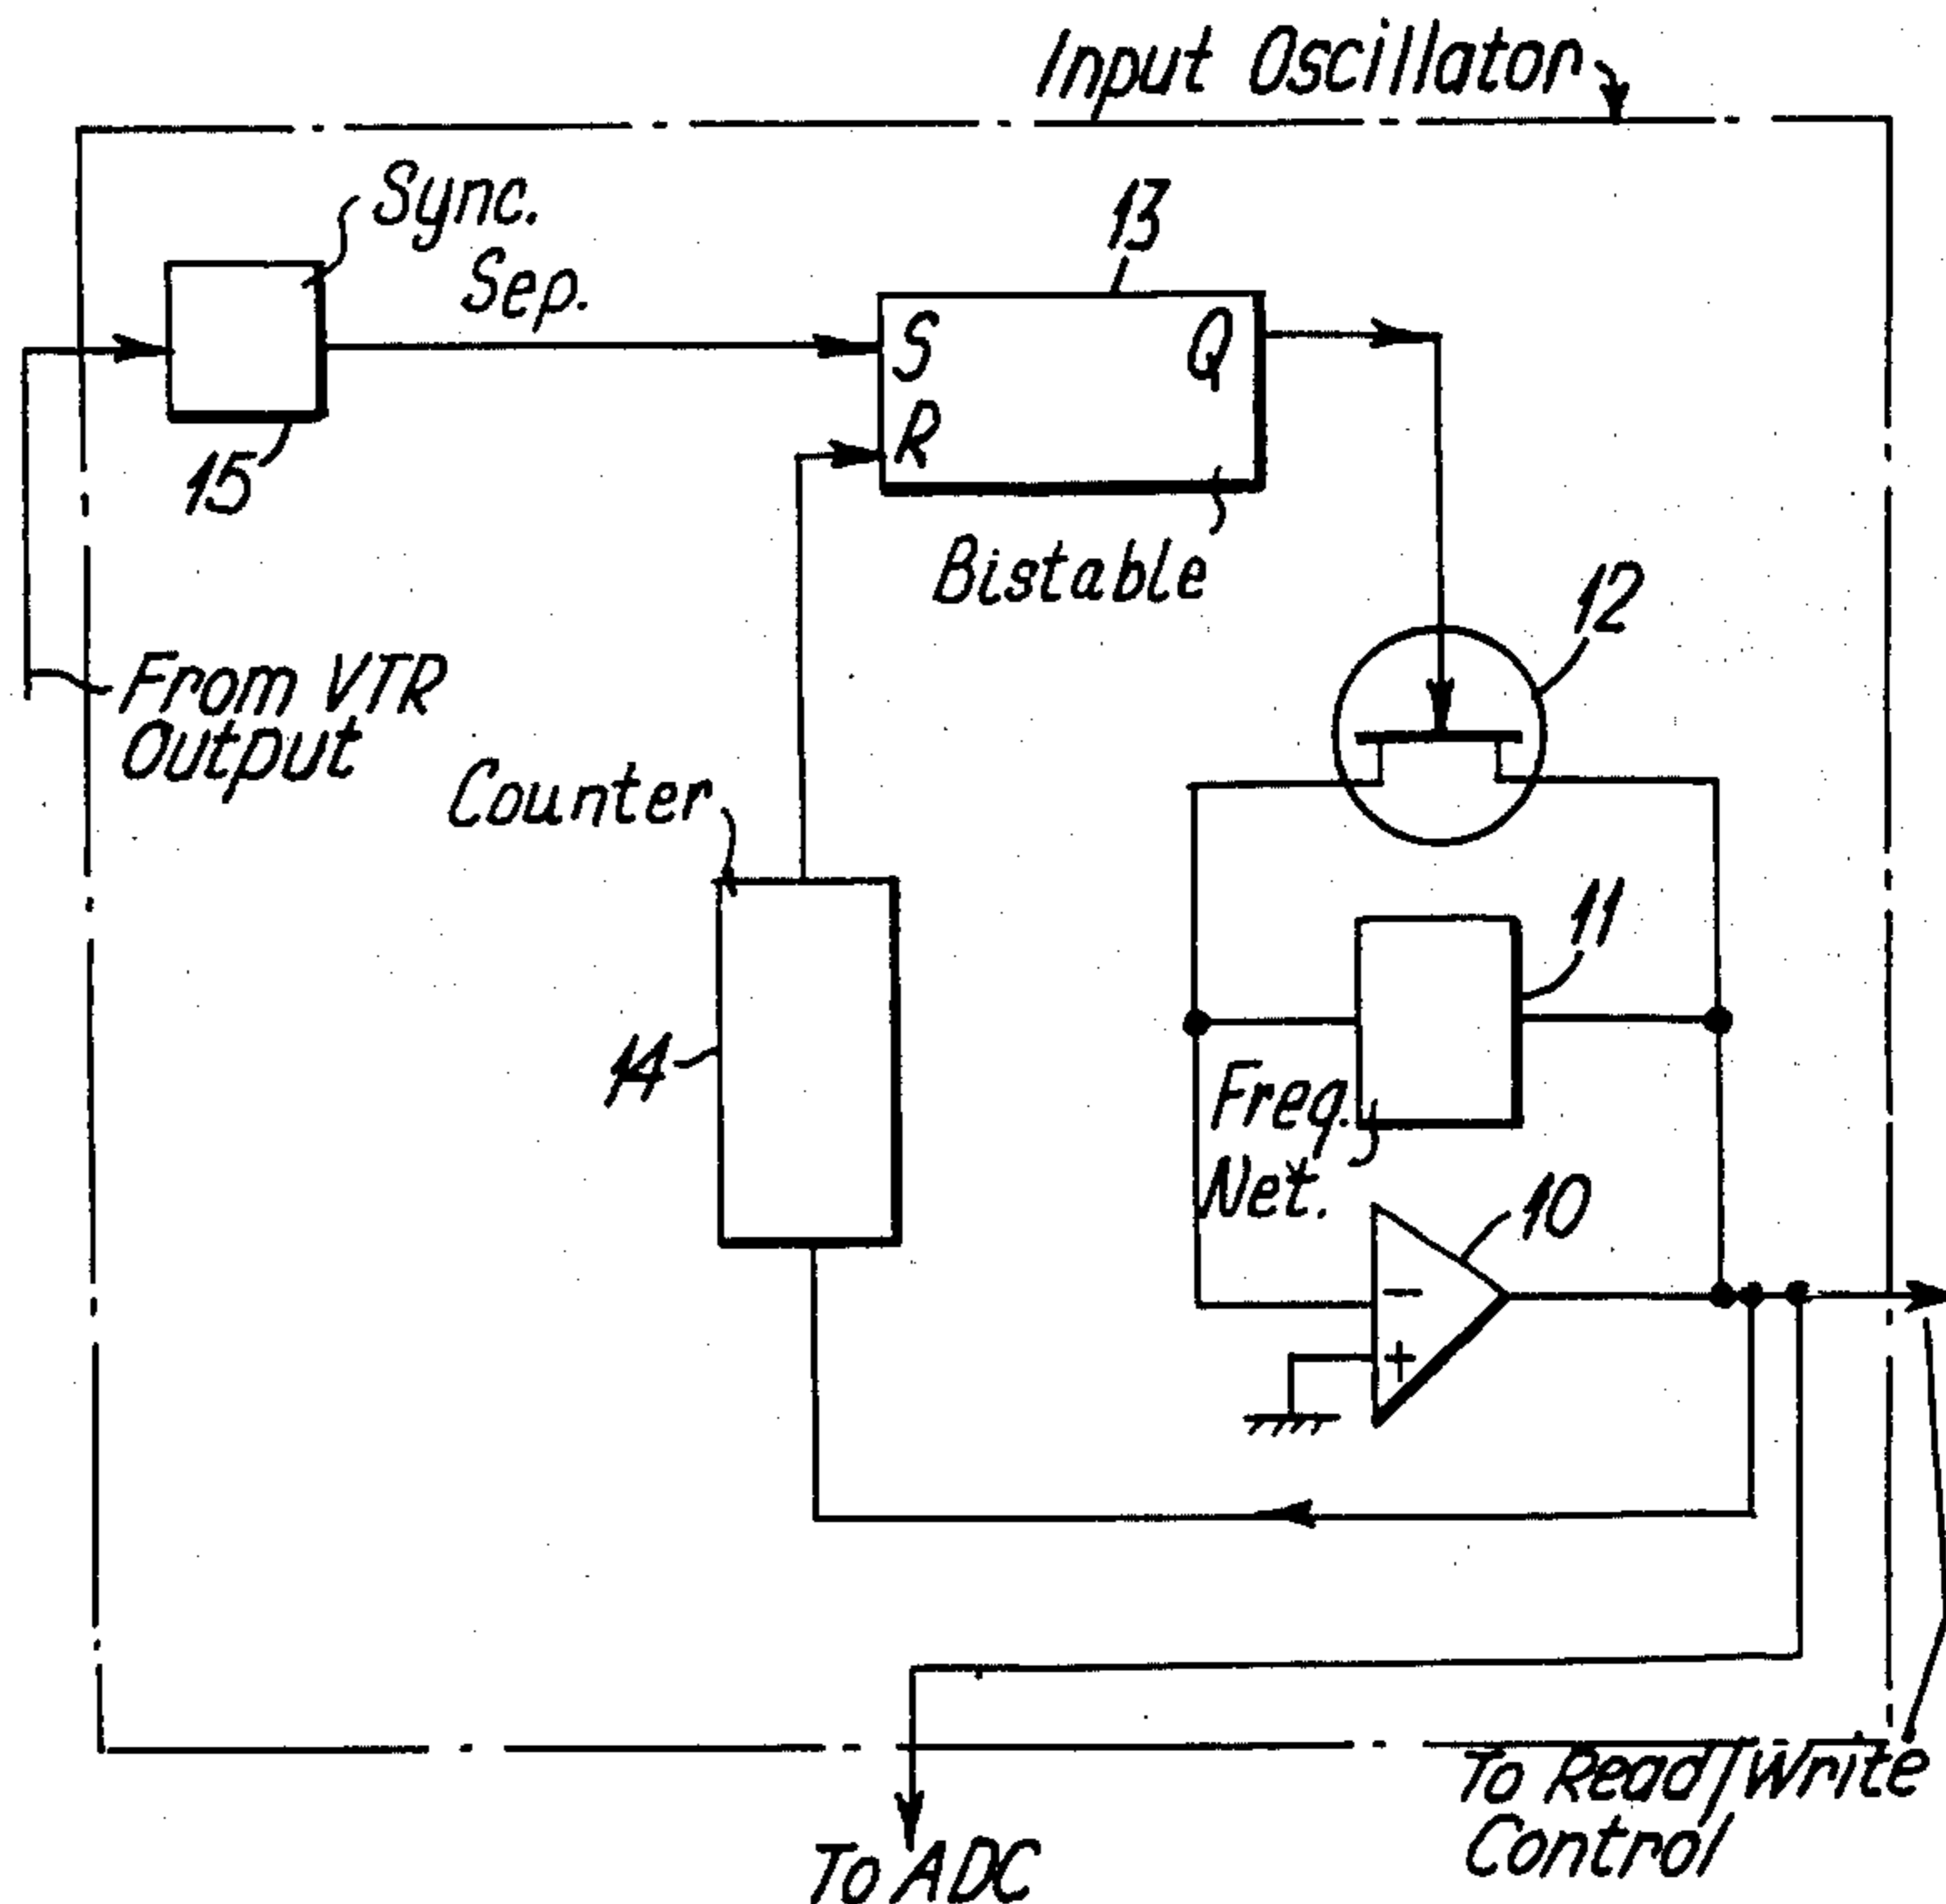 Input Oscillator
Sync.
Sep.
13
S
Q
R
15
Bistable
12
From VTR
Output
Counter
11
14
Freq.
Net.
10
-
+
To Read/Write
Control
To ADC